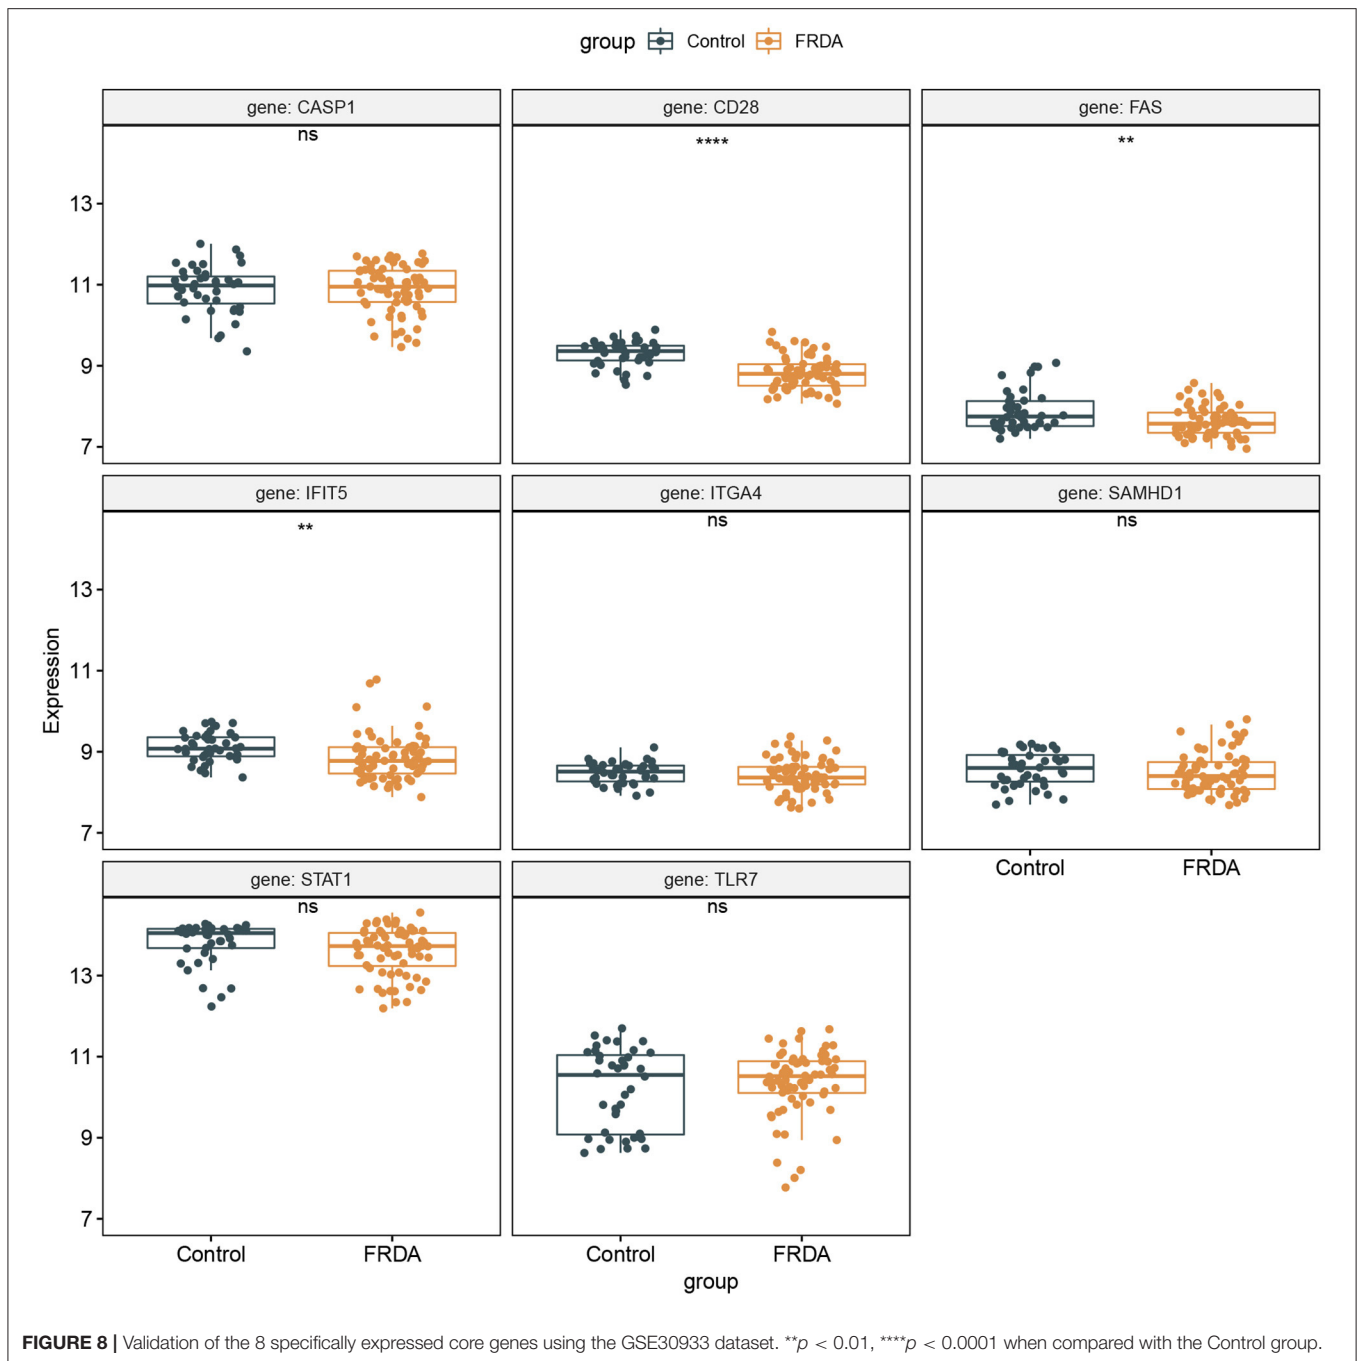 group Control FRDA
gene: CASP1 gene: CD28 gene: FAS
ns **** **
13
11
9
7
gene: IFIT5 gene: ITGA4 gene: SAMHD1
** ns ns
13
11
9
7
Expression
Control FRDA
gene: STAT1 gene: TLR7
ns ns
13
11
9
7
Control FRDA Control FRDA
group
FIGURE 8 | Validation of the 8 specifically expressed core genes using the GSE30933 dataset. **p < 0.01, ****p < 0.0001 when compared with the Control group.